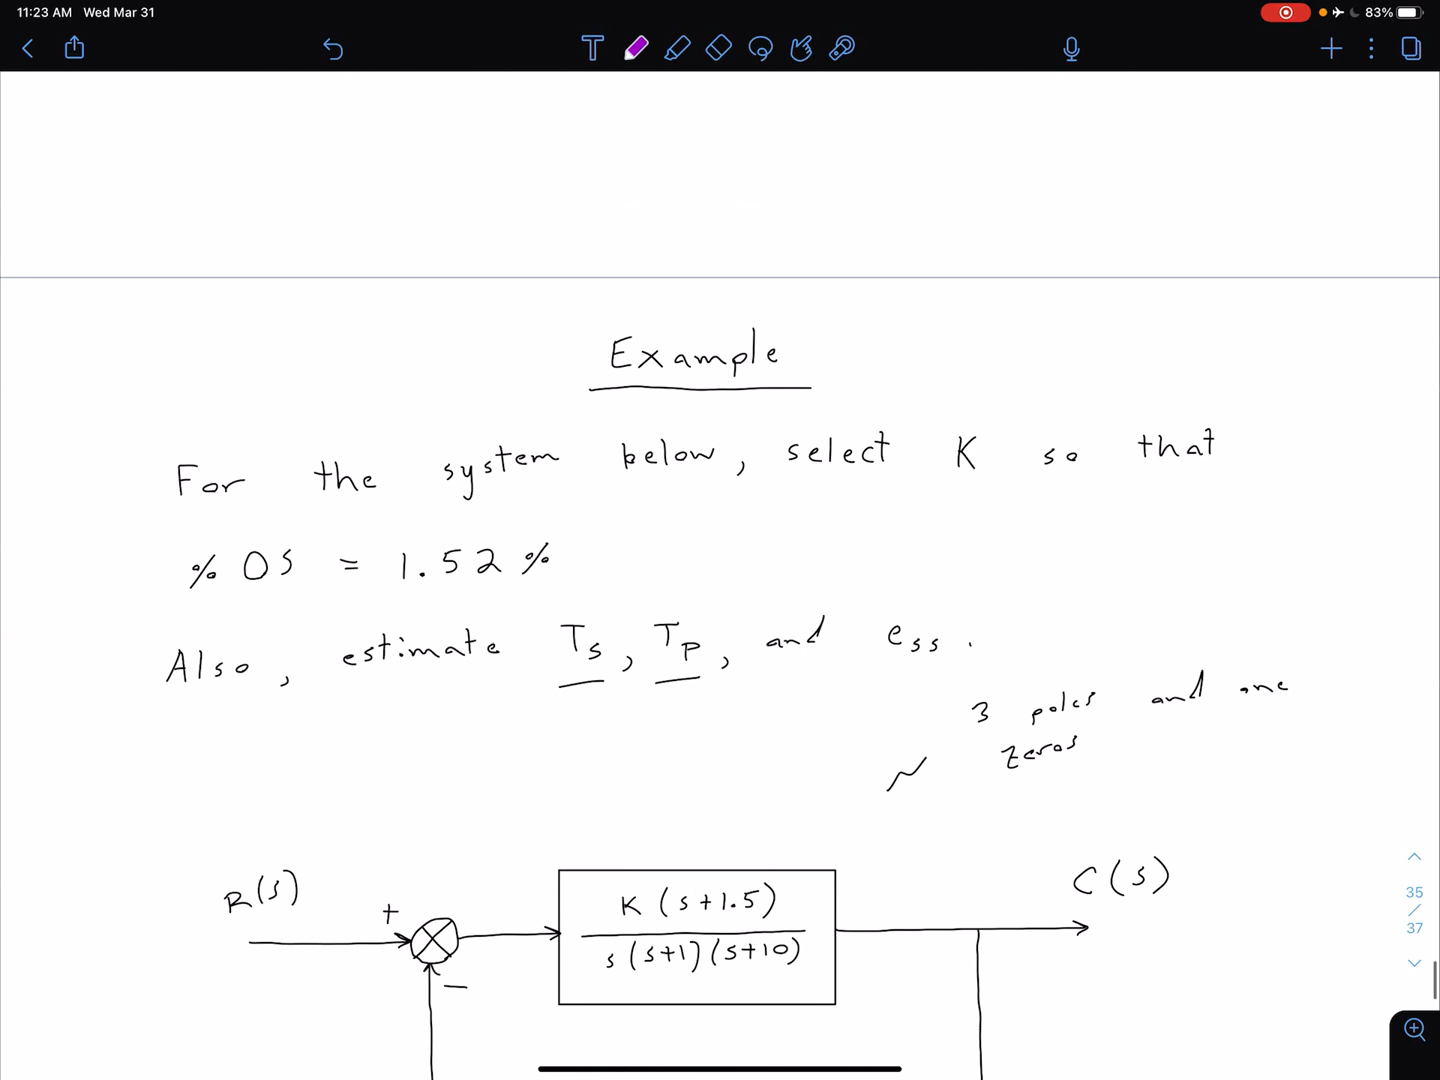 11:23 AM Wed Mar 31
83%
T
Example
For the system below, select K so that
% OS = 1.52 %
Also, estimate Ts, Tp, and ess.
3 poles and one
zeros
R(s)
+
-
K (s+1.5)
s(s+1)(s+10)
C(s)
35
/
37